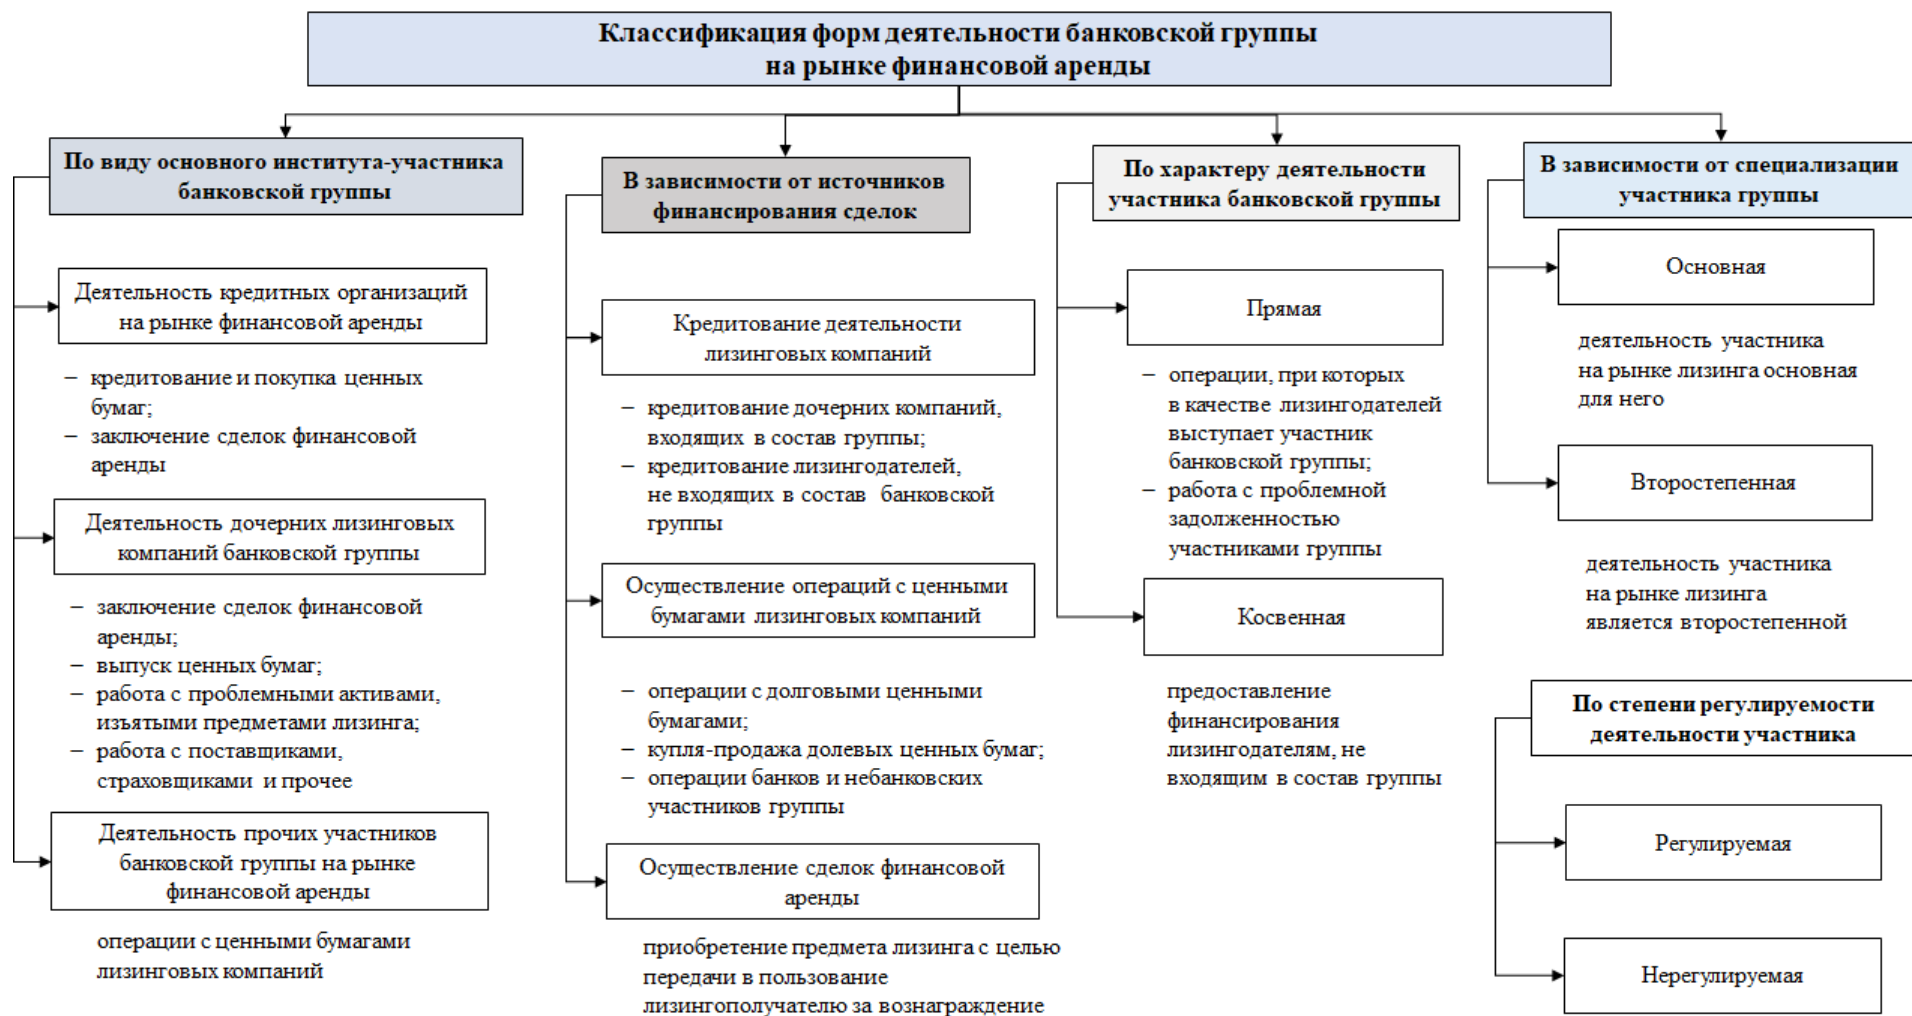 Классификация форм деятельности банковской группы
на рынке финансовой аренды
По виду основного института-участника
банковской группы
Деятельность кредитных организаций
на рынке финансовой аренды
– кредитование и покупка ценных
бумаг;
– заключение сделок финансовой
аренды
Деятельность дочерних лизинговых
компаний банковской группы
– заключение сделок финансовой
аренды;
– выпуск ценных бумаг;
– работа с проблемными активами,
изъятыми предметами лизинга;
– работа с поставщиками,
страховщиками и прочее
Деятельность прочих участников
банковской группы на рынке
финансовой аренды
операции с ценными бумагами
лизинговых компаний
В зависимости от источников
финансирования сделок
Кредитование деятельности
лизинговых компаний
– кредитование дочерних компаний,
входящих в состав группы;
– кредитование лизингодателей,
не входящих в состав банковской
группы
Осуществление операций с ценными
бумагами лизинговых компаний
– операции с долговыми ценными
бумагами;
– купля-продажа долевых ценных бумаг;
– операции банков и небанковских
участников группы
Осуществление сделок финансовой
аренды
приобретение предмета лизинга с целью
передачи в пользование
лизингополучателю за вознаграждение
По характеру деятельности
участника банковской группы
Прямая
– операции, при которых
в качестве лизингодателей
выступает участник
банковской группы;
– работа с проблемной
задолженностью
участниками группы
Косвенная
предоставление
финансирования
лизингодателям, не
входящим в состав группы
В зависимости от специализации
участника группы
Основная
деятельность участника
на рынке лизинга основная
для него
Второстепенная
деятельность участника
на рынке лизинга
является второстепенной
По степени регулируемости
деятельности участника
Регулируемая
Нерегулируемая